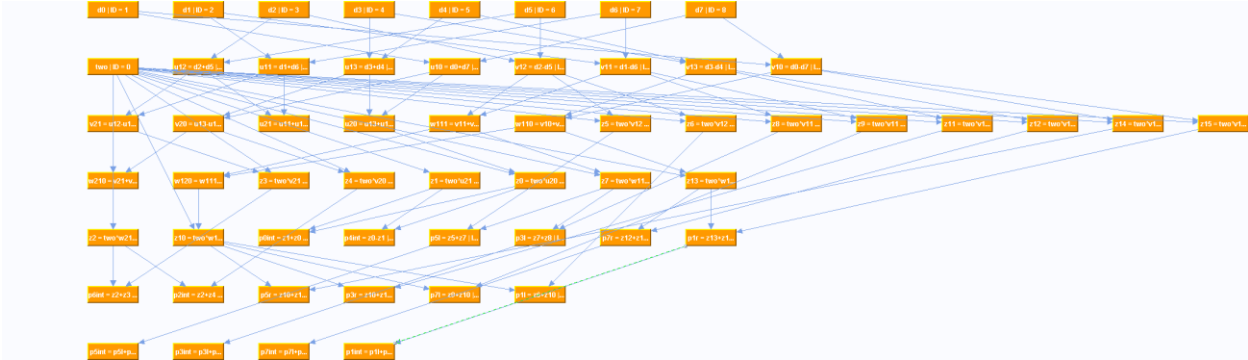 d0 | ID = 1
d1 | ID = 2
d2 | ID = 3
d3 | ID = 4
d4 | ID = 5
d5 | ID = 6
d6 | ID = 7
d7 | ID = 8
two | ID = 0
u12 = d2+d5 |...
u11 = d1+d6 |...
u13 = d3+d4 |...
u10 = d0+d7 |...
v12 = d2-d5 | I...
v11 = d1-d6 | I...
v13 = d3-d4 | I...
v10 = d0-d7 | I...
v21 = u12-u1...
v20 = u13-u1...
u21 = u11+u1...
u20 = u13+u1...
w111 = v11+v...
w110 = v10+v...
z5 = two*v12 ...
z6 = two*v12 ...
z8 = two*v11 ...
z9 = two*v11 ...
z11 = two*v1...
z12 = two*v1...
z14 = two*v1...
z15 = two*v1...
w210 = v21+v...
w120 = w111...
z3 = two*v21 ...
z4 = two*v20 ...
z1 = two*u21 ...
z0 = two*u20 ...
z7 = two*w11...
z13 = two*w1...
z2 = two*w21...
z10 = two*w1...
p0int = z1+z0 ...
p4int = z0-z1 |...
p5l = z5+z7 | I...
p3l = z7+z8 | I...
p7r = z12+z1...
p1r = z13+z1...
p6int = z2+z3 ...
p2int = z2+z4 ...
p5r = z10+z1...
p3r = z10+z1...
p7l = z9+z10 |...
p1l = z6+z10 |...
p5int = p5l+p...
p3int = p3l+p...
p7int = p7l+p...
p1int = p1l+p...